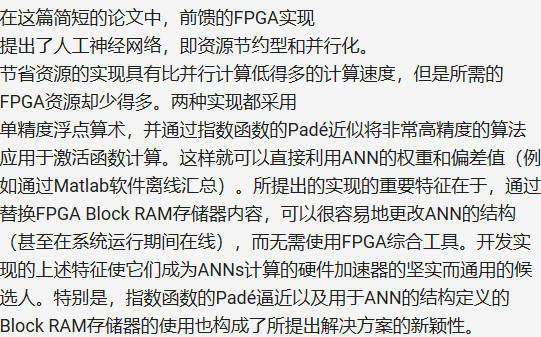 在这篇简短的论文中，前馈的FPGA实现
提出了人工神经网络，即资源节约型和并行化。
节省资源的实现具有比并行计算低得多的计算速度，但是所需的
FPGA资源却少得多。两种实现都采用
单精度浮点算术，并通过指数函数的Padé近似将非常高精度的算法
应用于激活函数计算。这样就可以直接利用ANN的权重和偏差值（例
如通过Matlab软件离线汇总）。所提出的实现的重要特征在于，通过
替换FPGA Block RAM存储器内容，可以很容易地更改ANN的结构
（甚至在系统运行期间在线），而无需使用FPGA综合工具。开发实
现的上述特征使它们成为ANNs计算的硬件加速器的坚实而通用的候
选人。特别是，指数函数的Padé逼近以及用于ANN的结构定义的
Block RAM存储器的使用也构成了所提出解决方案的新颖性。